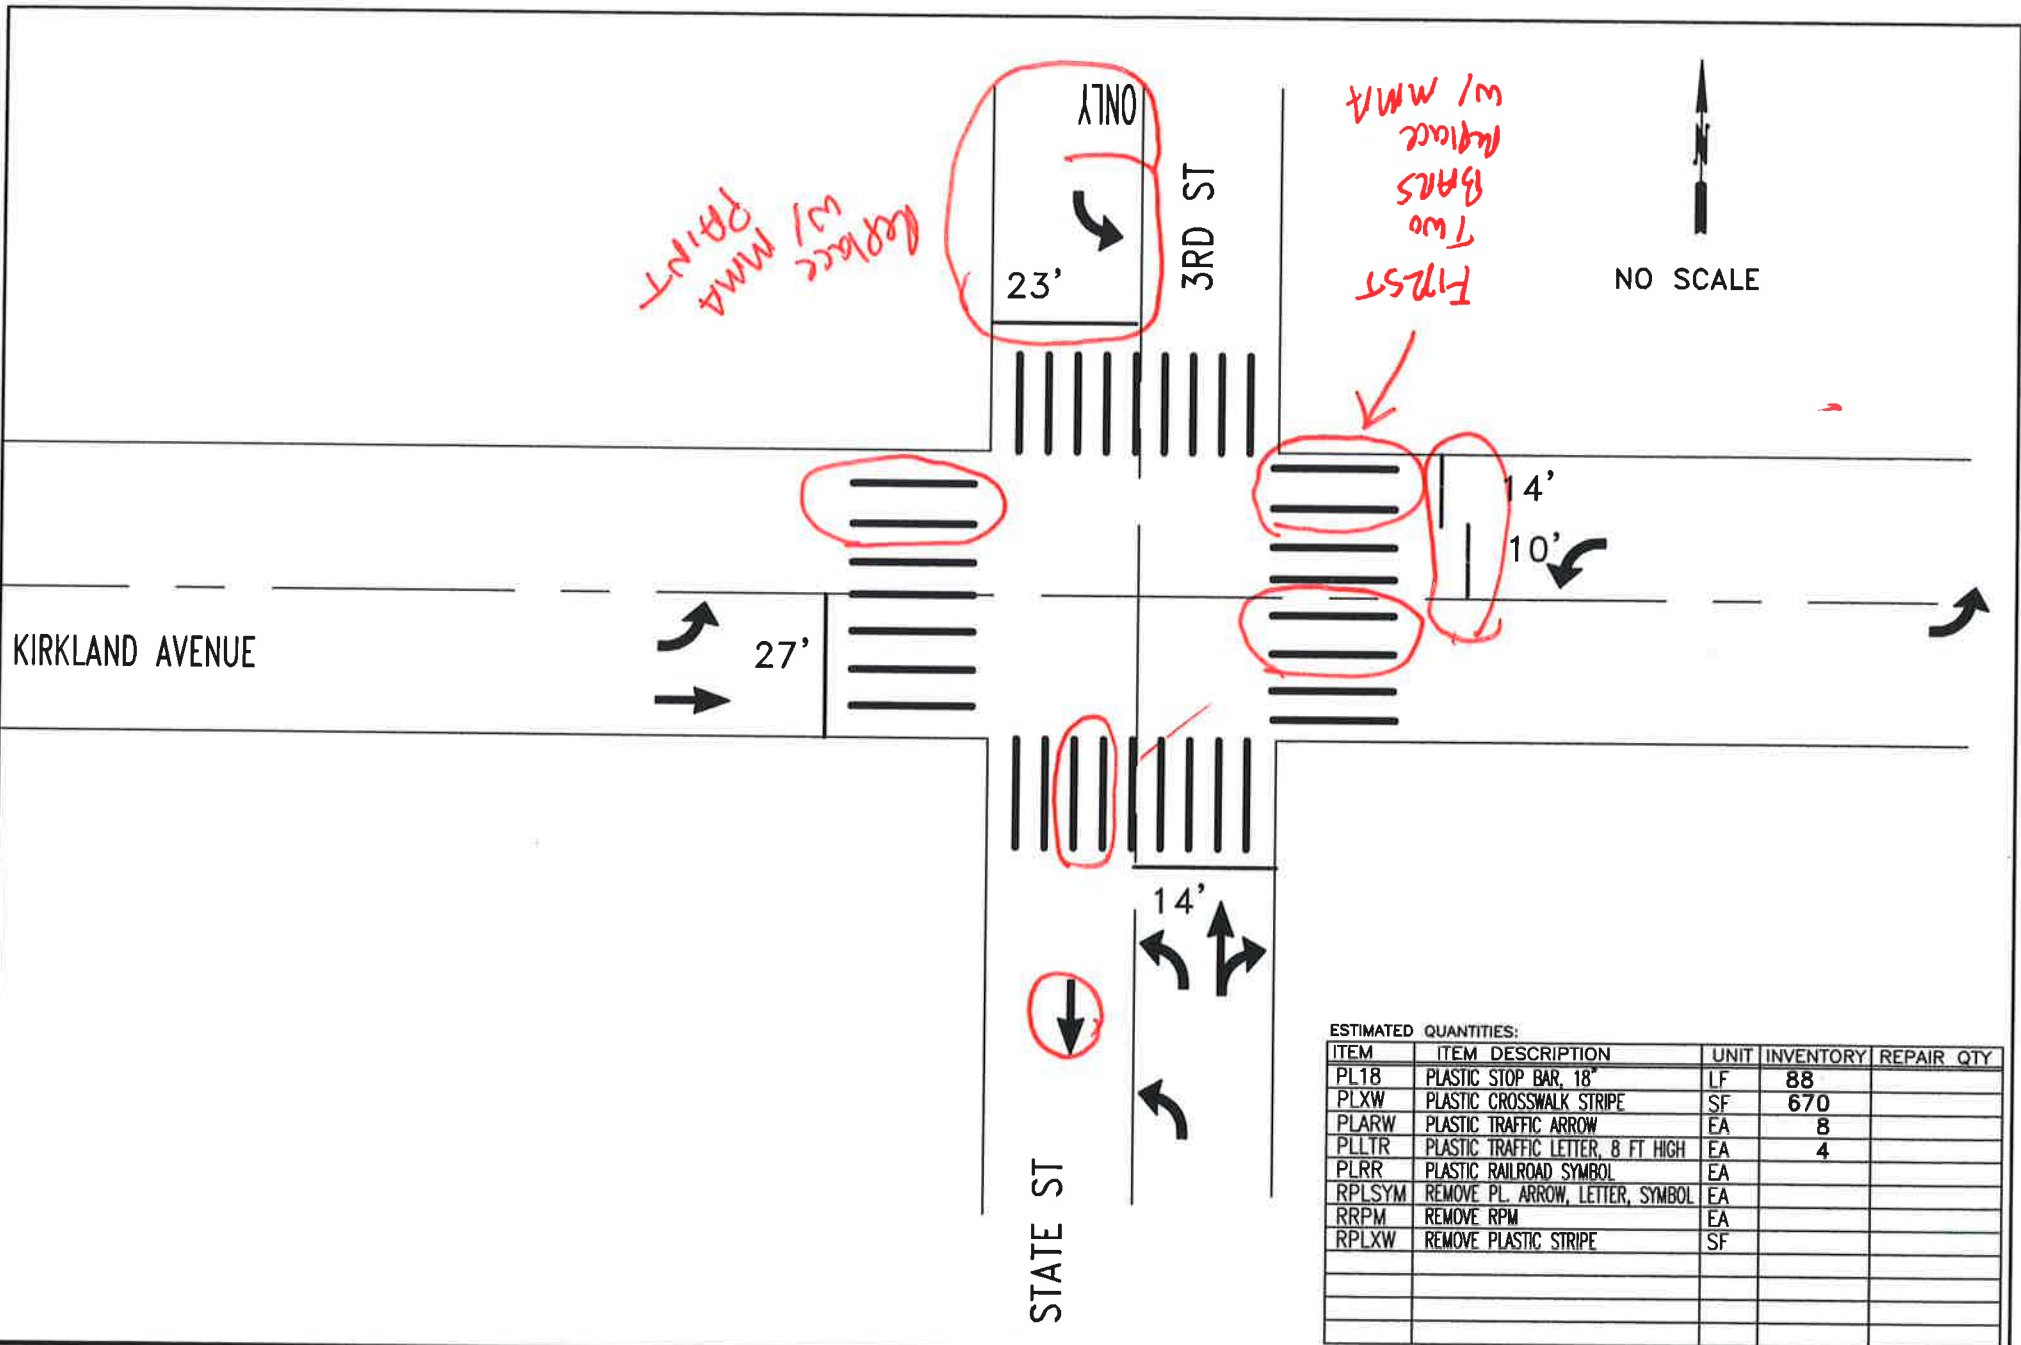 ONLY
3RD ST
23'
Replace
W/
MMA
PAINT
FIRST
TWO
BARS
Replace
W/ MMA
N
NO SCALE
14'
10'
KIRKLAND AVENUE
27'
14'
STATE ST
ESTIMATED QUANTITIES:
ITEM ITEM DESCRIPTION UNIT INVENTORY REPAIR QTY
PL18 PLASTIC STOP BAR, 18" LF 88
PLXW PLASTIC CROSSWALK STRIPE SF 670
PLARW PLASTIC TRAFFIC ARROW EA 8
PLLTR PLASTIC TRAFFIC LETTER, 8 FT HIGH EA 4
PLRR PLASTIC RAILROAD SYMBOL EA
RPLSYM REMOVE PL. ARROW, LETTER, SYMBOL EA
RRPM REMOVE RPM EA
RPLXW REMOVE PLASTIC STRIPE SF